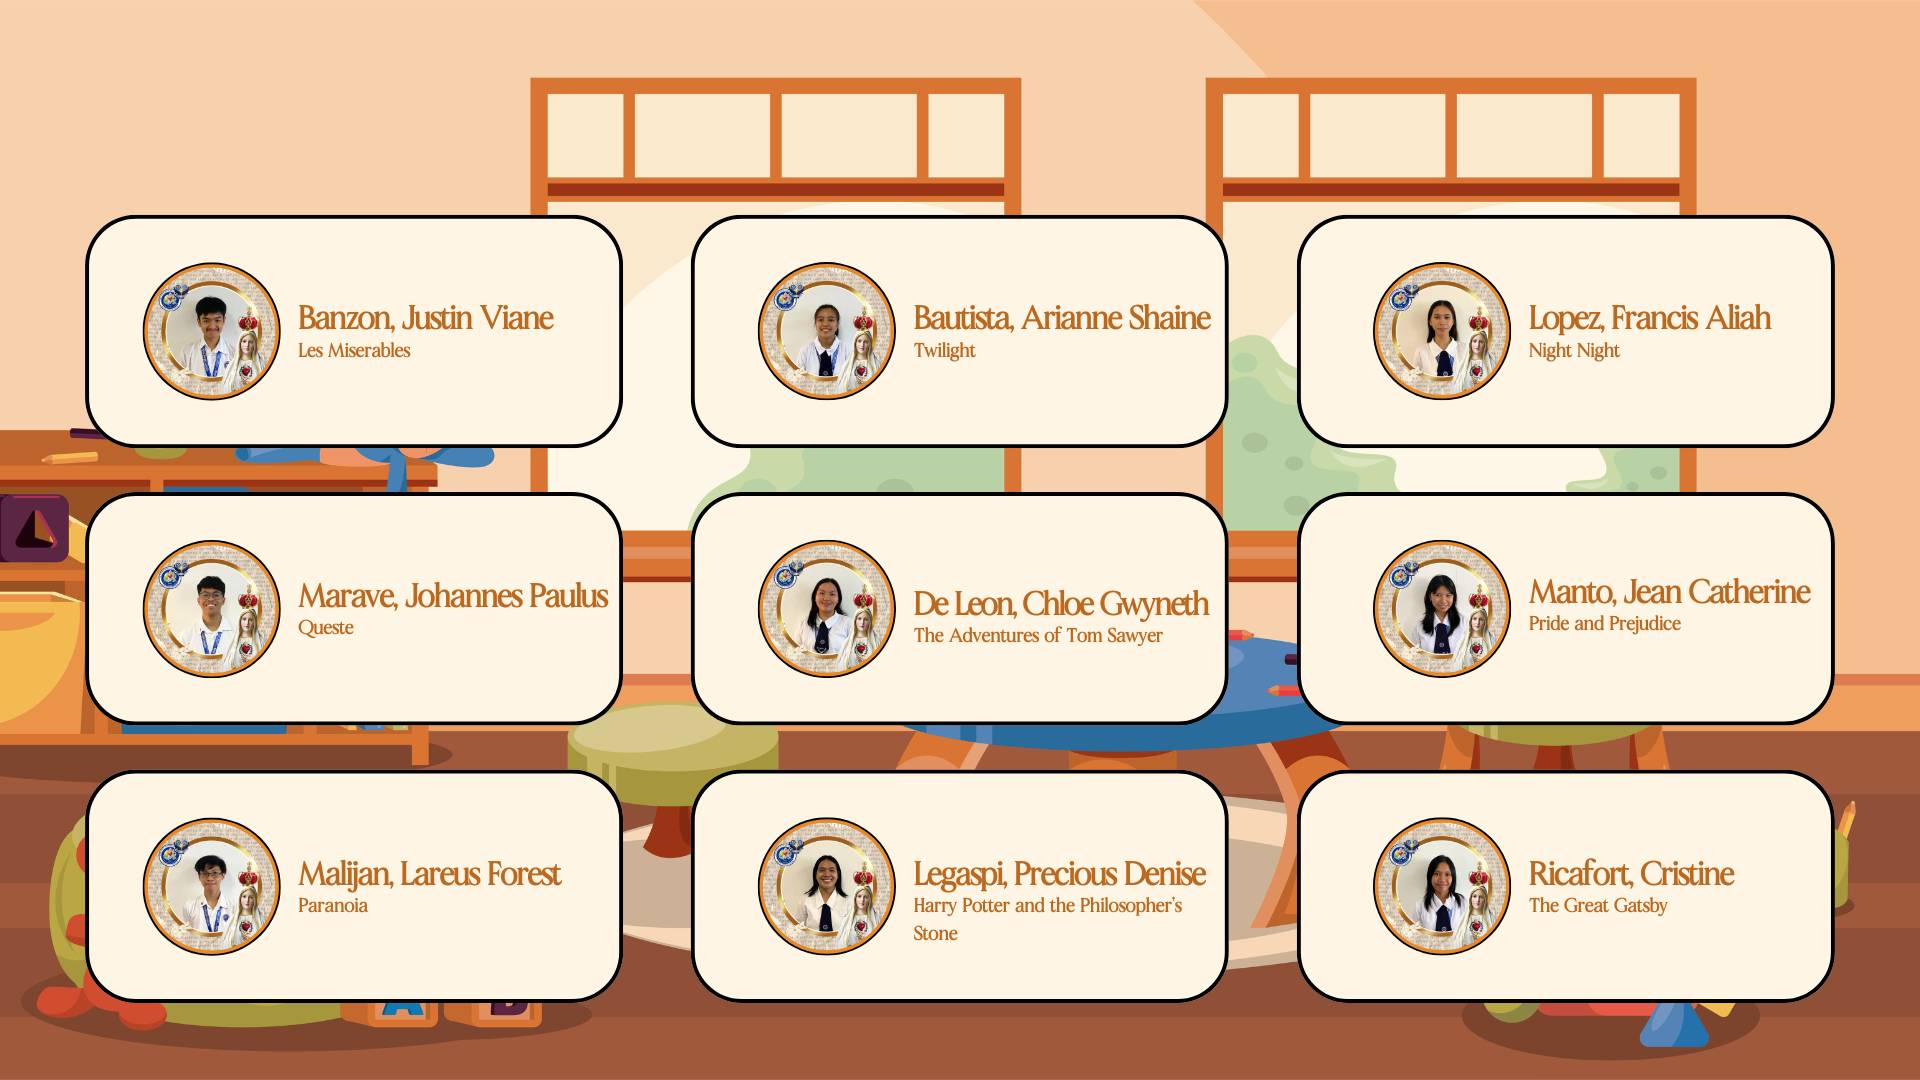 Banzon, Justin Viane
Les Miserables
Bautista, Arianne Shaine
Twilight
Lopez, Francis Aliah
Night Night
Marave, Johannes Paulus
Queste
De Leon, Chloe Gwyneth
The Adventures of Tom Sawyer
Manto, Jean Catherine
Pride and Prejudice
Malijan, Lareus Forest
Paranoia
Legaspi, Precious Denise
Harry Potter and the Philosopher's
Stone
Ricafort, Cristine
The Great Gatsby
A
B